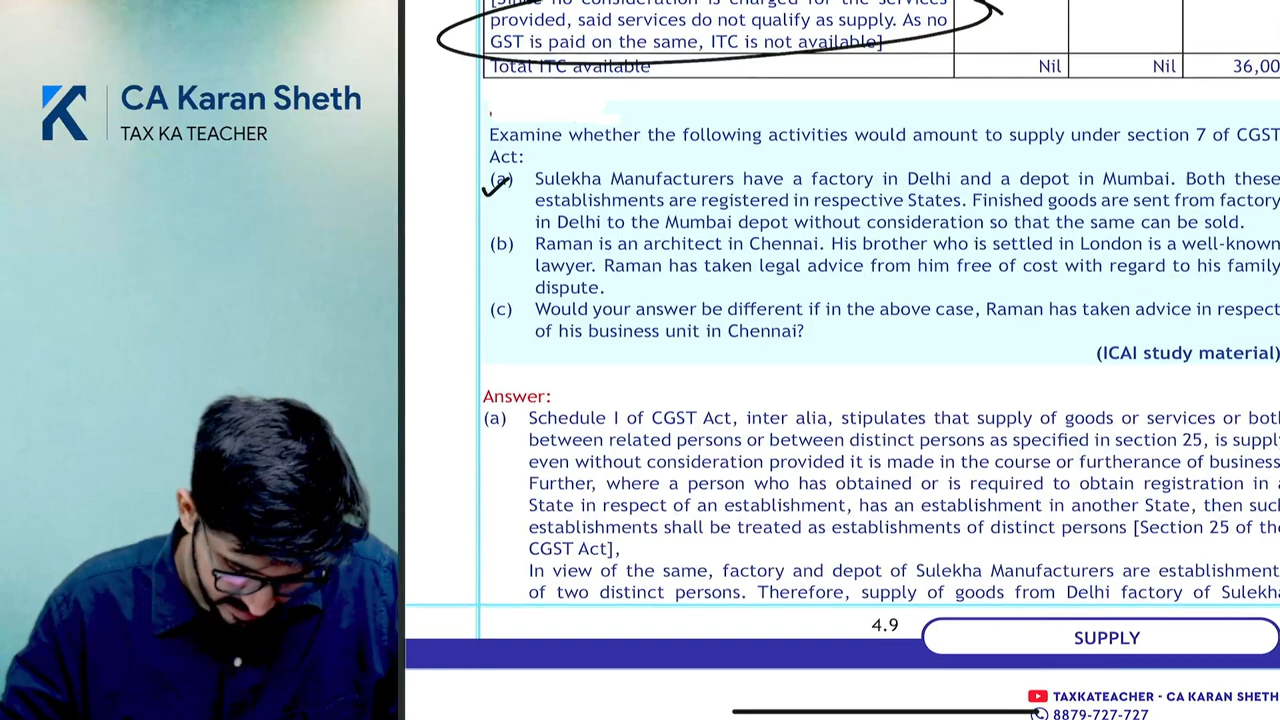 CA Karan Sheth
TAX KA TEACHER
[Since no consideration is charged for the services
provided, said services do not qualify as supply. As no
GST is paid on the same, ITC is not available]
Total ITC available Nil Nil 36,00
Examine whether the following activities would amount to supply under section 7 of CGST
Act:
(a) Sulekha Manufacturers have a factory in Delhi and a depot in Mumbai. Both these
establishments are registered in respective States. Finished goods are sent from factory
in Delhi to the Mumbai depot without consideration so that the same can be sold.
(b) Raman is an architect in Chennai. His brother who is settled in London is a well-known
lawyer. Raman has taken legal advice from him free of cost with regard to his family
dispute.
(c) Would your answer be different if in the above case, Raman has taken advice in respect
of his business unit in Chennai?
(ICAI study material)
Answer:
(a) Schedule I of CGST Act, inter alia, stipulates that supply of goods or services or both
between related persons or between distinct persons as specified in section 25, is supply
even without consideration provided it is made in the course or furtherance of business
Further, where a person who has obtained or is required to obtain registration in a
State in respect of an establishment, has an establishment in another State, then such
establishments shall be treated as establishments of distinct persons [Section 25 of the
CGST Act],
In view of the same, factory and depot of Sulekha Manufacturers are establishment
of two distinct persons. Therefore, supply of goods from Delhi factory of Sulekha
4.9
SUPPLY
TAXKATEACHER - CA KARAN SHETH
8879-727-727